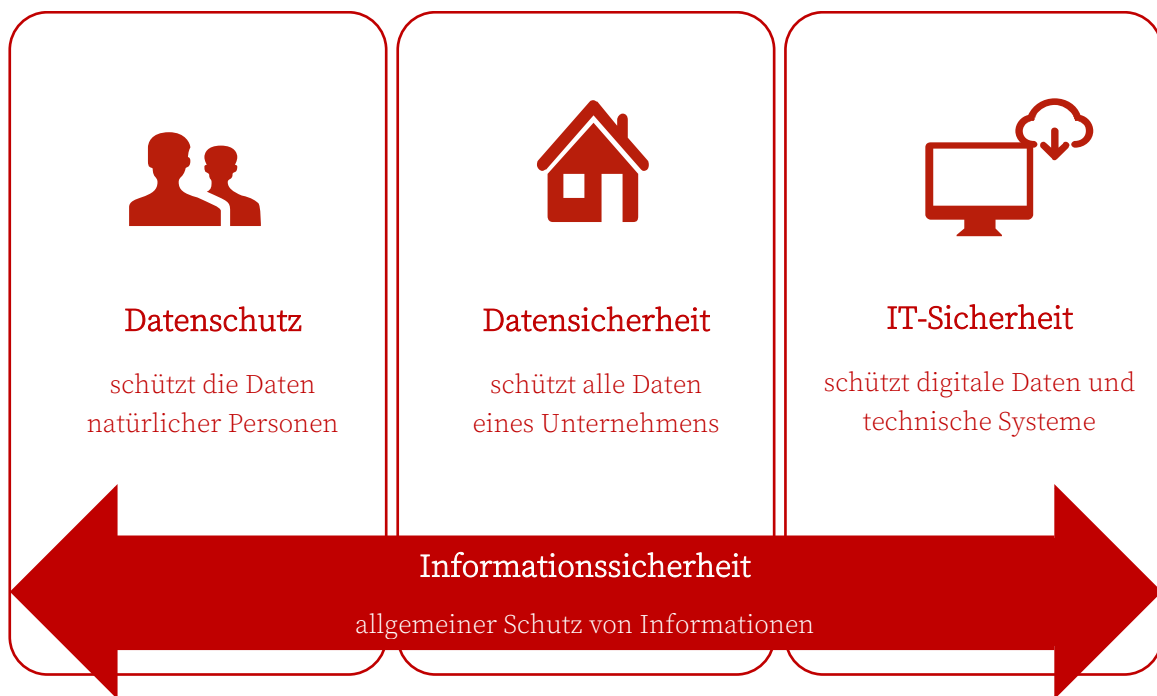 Datenschutz
schützt die Daten
natürlicher Personen
Datensicherheit
schützt alle Daten
eines Unternehmens
IT-Sicherheit
schützt digitale Daten und
technische Systeme
Informationssicherheit
allgemeiner Schutz von Informationen